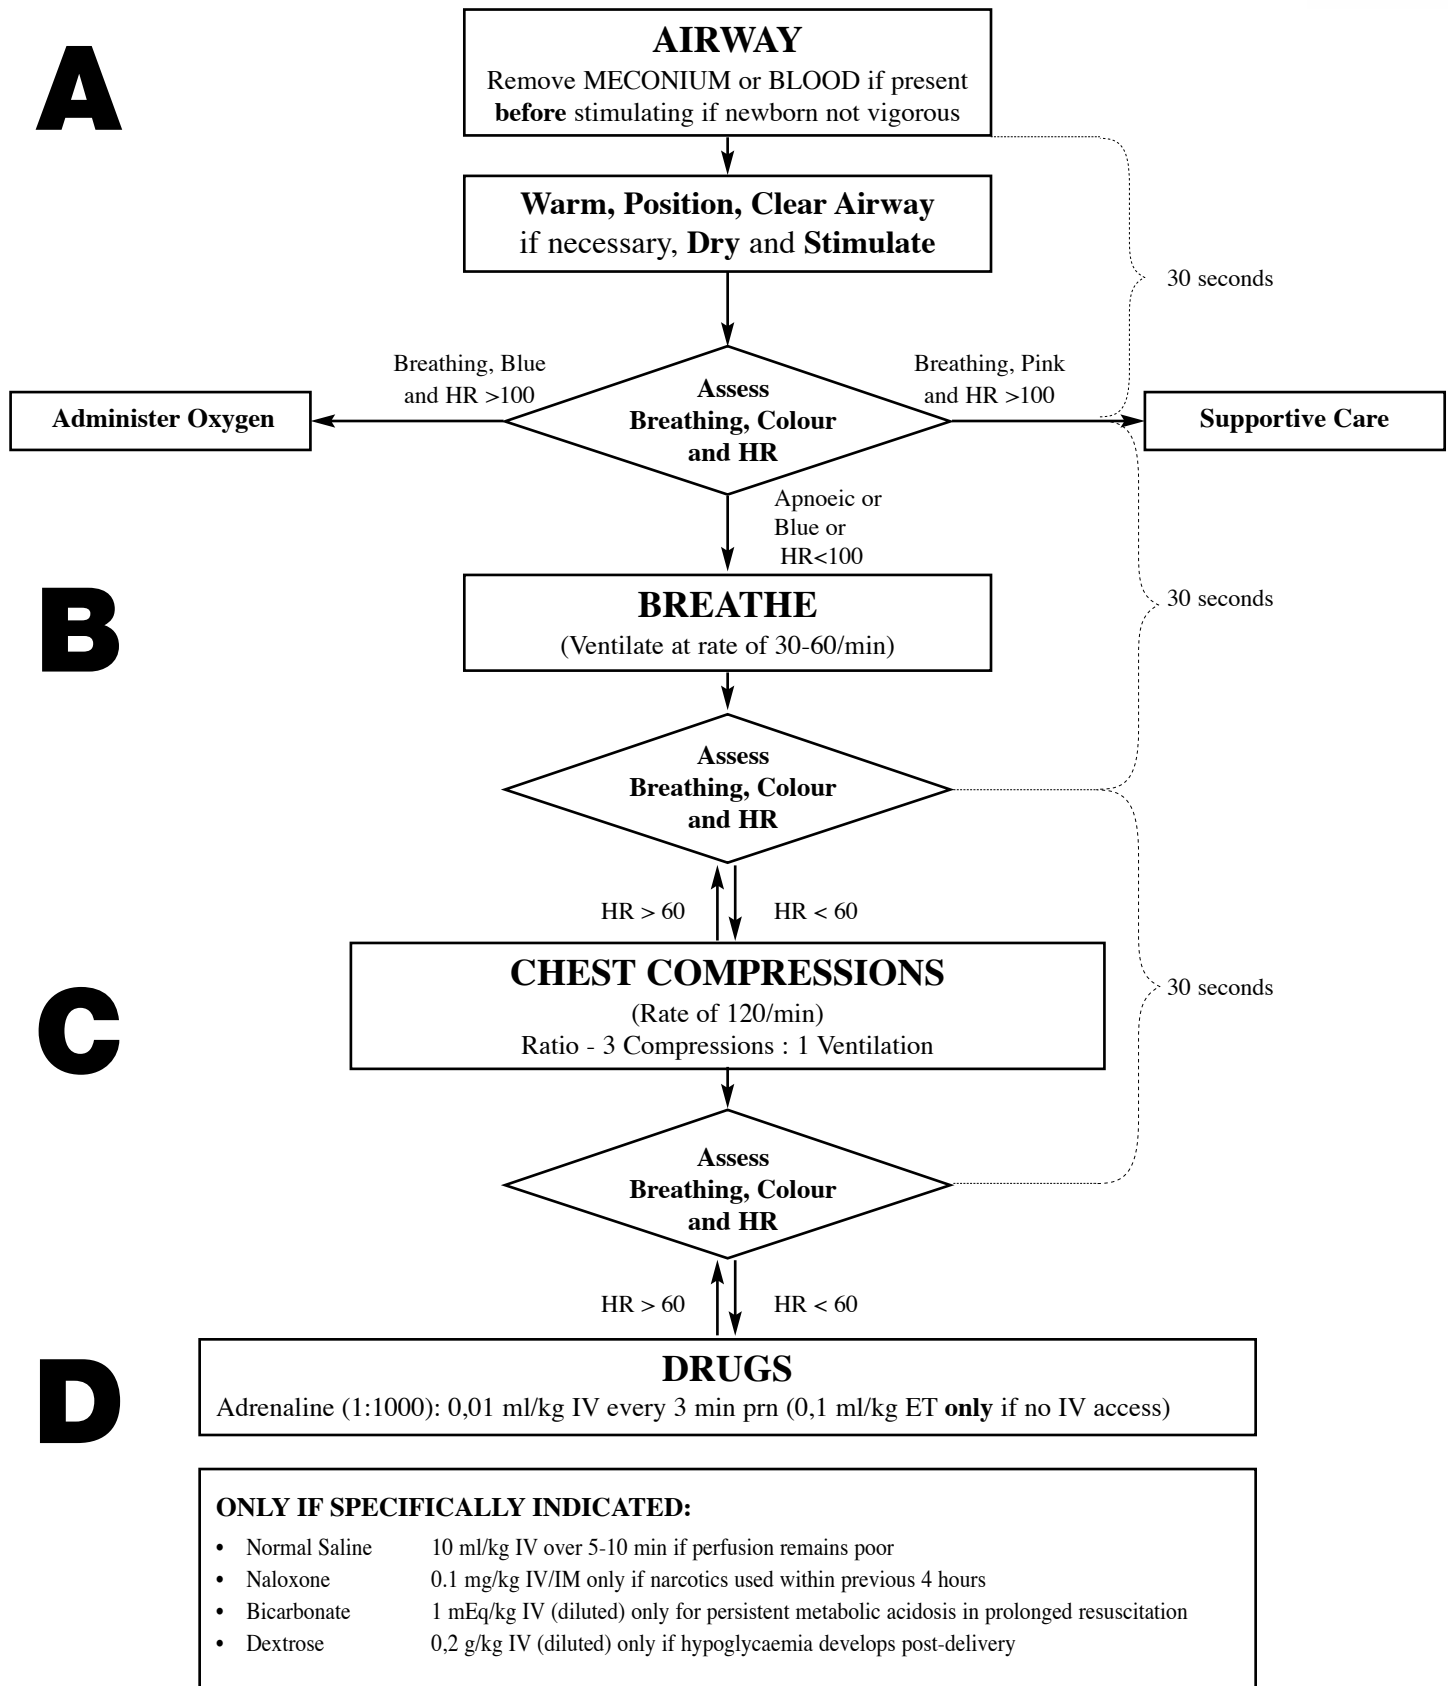 A
AIRWAY
Remove MECONIUM or BLOOD if present
before stimulating if newborn not vigorous
Warm, Position, Clear Airway
if necessary, Dry and Stimulate
30 seconds
Breathing, Blue
and HR >100
Breathing, Pink
and HR >100
Administer Oxygen
Assess
Breathing, Colour
and HR
Supportive Care
Apnoeic or
Blue or
HR<100
B
BREATHE
(Ventilate at rate of 30-60/min)
30 seconds
Assess
Breathing, Colour
and HR
HR > 60
HR < 60
C
CHEST COMPRESSIONS
(Rate of 120/min)
Ratio - 3 Compressions : 1 Ventilation
30 seconds
Assess
Breathing, Colour
and HR
HR > 60
HR < 60
D
DRUGS
Adrenaline (1:1000): 0,01 ml/kg IV every 3 min prn (0,1 ml/kg ET only if no IV access)
ONLY IF SPECIFICALLY INDICATED:
• Normal Saline 10 ml/kg IV over 5-10 min if perfusion remains poor
• Naloxone 0.1 mg/kg IV/IM only if narcotics used within previous 4 hours
• Bicarbonate 1 mEq/kg IV (diluted) only for persistent metabolic acidosis in prolonged resuscitation
• Dextrose 0,2 g/kg IV (diluted) only if hypoglycaemia develops post-delivery